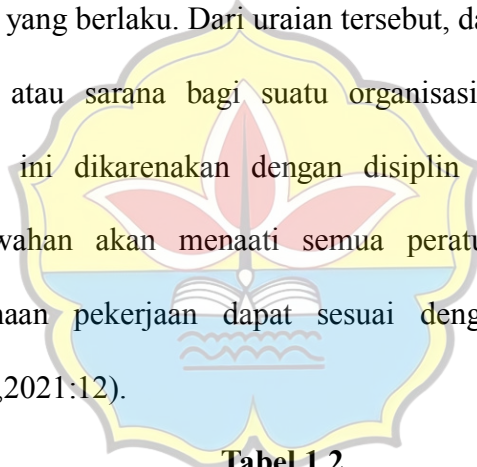 yang berlaku. Dari uraian tersebut, da
atau sarana bagi suatu organisasi
ini dikarenakan dengan disiplin
wahan akan menaati semua peratu
naan pekerjaan dapat sesuai deng
,2021:12).
Tabel 1.2